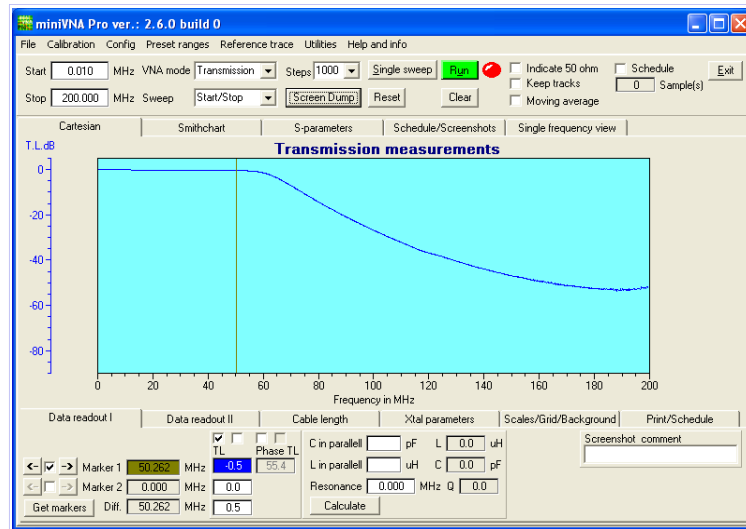 miniVNA Pro ver.: 2.6.0 build 0
File Calibration Config Preset ranges Reference trace Utilities Help and info
Start 0.010 MHz VNA mode Transmission Steps 1000 Single sweep Run Indicate 50 ohm Schedule Exit
Keep tracks 0 Sample(s)
Stop 200.000 MHz Sweep Start/Stop Screen Dump Reset Clear Moving average
Cartesian Smithchart S-parameters Schedule/Screenshots Single frequency view
T.L.dB Transmission measurements
0
-20
-40
-60
-80
0 20 40 60 80 100 120 140 160 180 200
Frequency in MHz
Data readout I Data readout II Cable length Xtal parameters Scales/Grid/Background Print/Schedule
TL Phase TL C in parallell pF L 0.0 uH Screenshot comment
<- -> Marker 1 50.262 MHz -0.5 55.4 L in parallell uH C 0.0 pF
<- -> Marker 2 0.000 MHz 0.0 Resonance 0.000 MHz Q 0.0
Get markers Diff. 50.262 MHz 0.5 Calculate